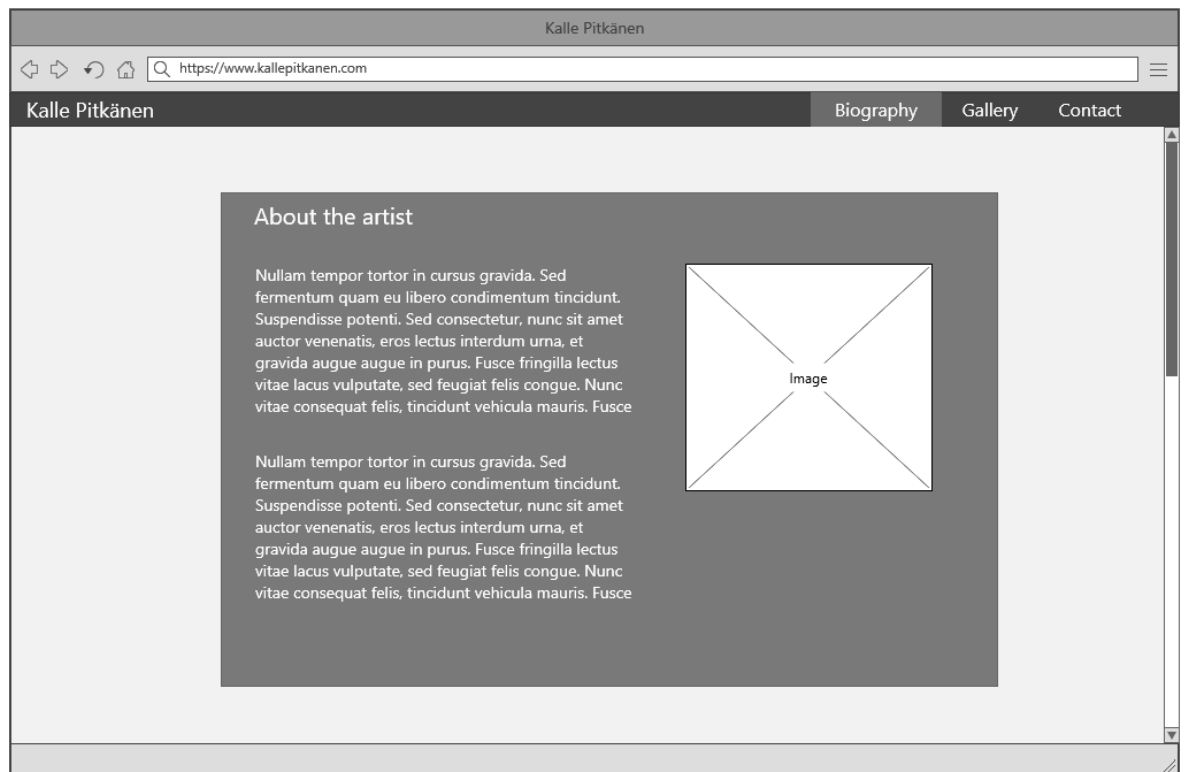 Kalle Pitkänen
https://www.kallepitkanen.com
Kalle Pitkänen Biography Gallery Contact
About the artist
Nullam tempor tortor in cursus gravida. Sed
fermentum quam eu libero condimentum tincidunt.
Suspendisse potenti. Sed consectetur, nunc sit amet
auctor venenatis, eros lectus interdum urna, et
gravida augue augue in purus. Fusce fringilla lectus
vitae lacus vulputate, sed feugiat felis congue. Nunc
vitae consequat felis, tincidunt vehicula mauris. Fusce
Nullam tempor tortor in cursus gravida. Sed
fermentum quam eu libero condimentum tincidunt.
Suspendisse potenti. Sed consectetur, nunc sit amet
auctor venenatis, eros lectus interdum urna, et
gravida augue augue in purus. Fusce fringilla lectus
vitae lacus vulputate, sed feugiat felis congue. Nunc
vitae consequat felis, tincidunt vehicula mauris. Fusce
Image